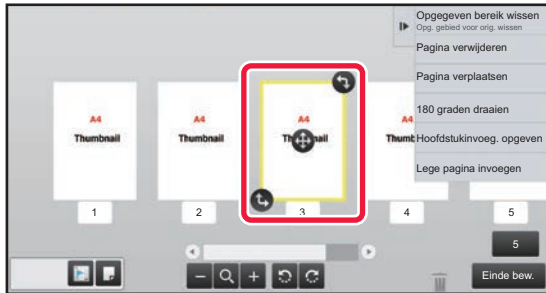 Opgegeven bereik wissen
Opg. gebied voor orig. wissen
Pagina verwijderen
Pagina verplaatsen
180 graden draaien
Hoofdstukinvoeg. opgeven
Lege pagina invoegen
A4
Thumbnail
A4
Thumbnail
A4
A4
1
2
3
4
5
5
Einde bew.